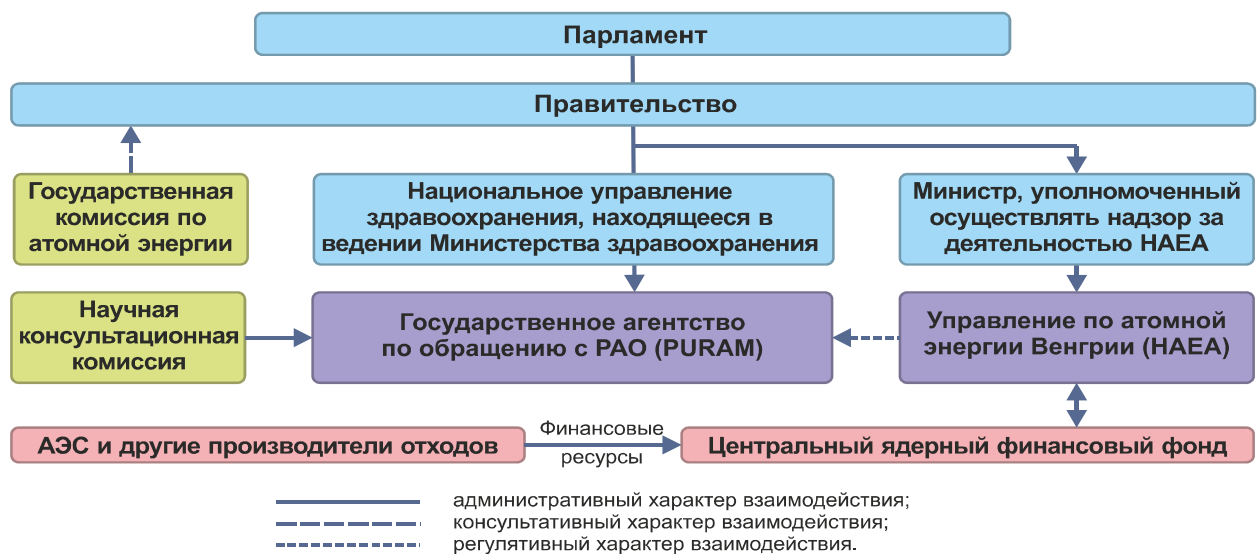 Парламент
Правительство
Государственная
комиссия по
атомной энергии
Национальное управление
здравоохранения, находящееся в
ведении Министерства здравоохранения
Министр, уполномоченный
осуществлять надзор за
деятельностью НАЕА
Научная
консультационная
комиссия
Государственное агентство
по обращению с РАО (PURAM)
Управление по атомной
энергии Венгрии (НАЕА)
АЭС и другие производители отходов
Финансовые
ресурсы
Центральный ядерный финансовый фонд
административный характер взаимодействия;
консультативный характер взаимодействия;
регулятивный характер взаимодействия.